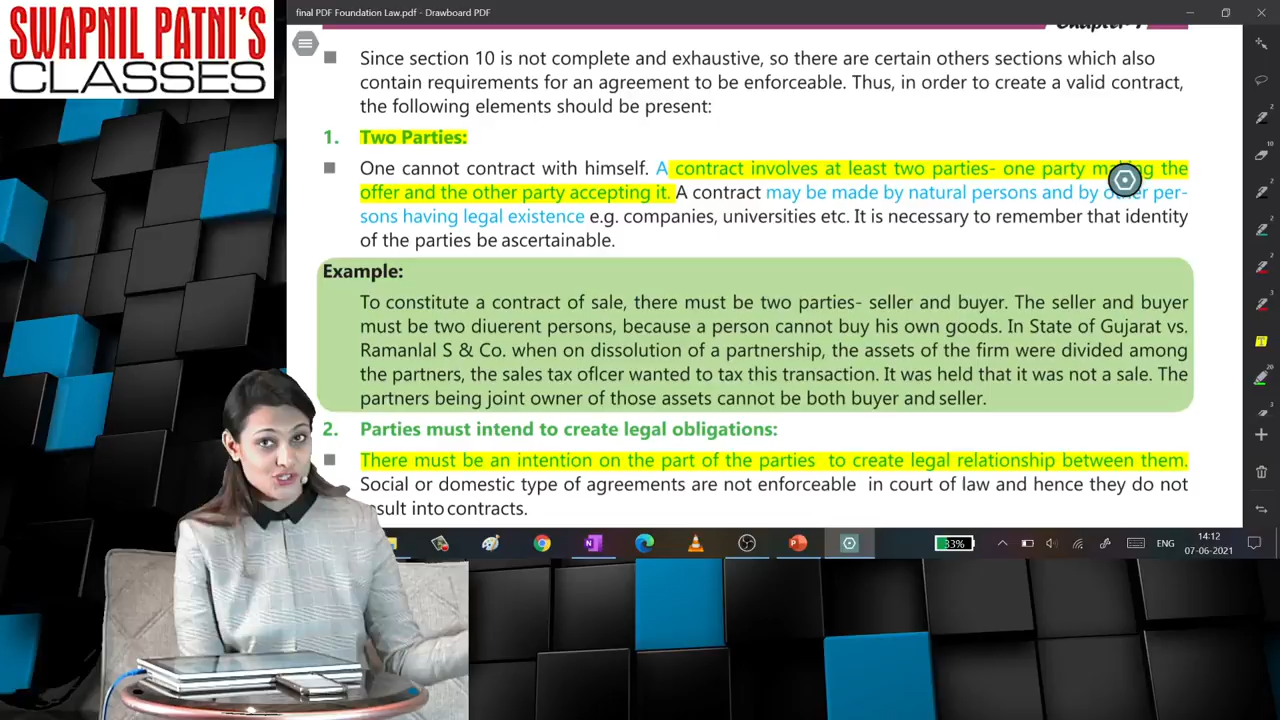 SWAPNIL PATNI'S
CLASSES
final PDF Foundation Law.pdf - Drawboard PDF
Since section 10 is not complete and exhaustive, so there are certain others sections which also
contain requirements for an agreement to be enforceable. Thus, in order to create a valid contract,
the following elements should be present:
1. Two Parties:
One cannot contract with himself. A contract involves at least two parties- one party making the
offer and the other party accepting it. A contract may be made by natural persons and by other per-
sons having legal existence e.g. companies, universities etc. It is necessary to remember that identity
of the parties be ascertainable.
Example:
To constitute a contract of sale, there must be two parties- seller and buyer. The seller and buyer
must be two diuerent persons, because a person cannot buy his own goods. In State of Gujarat vs.
Ramanlal S & Co. when on dissolution of a partnership, the assets of the firm were divided among
the partners, the sales tax oflcer wanted to tax this transaction. It was held that it was not a sale. The
partners being joint owner of those assets cannot be both buyer and seller.
2. Parties must intend to create legal obligations:
There must be an intention on the part of the parties to create legal relationship between them.
Social or domestic type of agreements are not enforceable in court of law and hence they do not
into contracts.
33%
ENG
14:12
07-06-2021